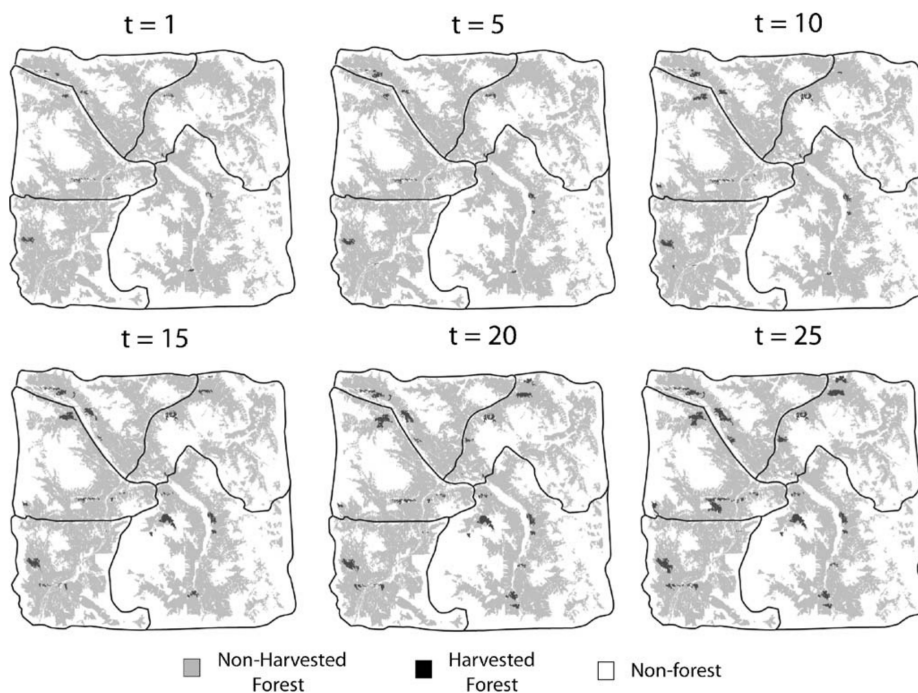 t = 1
t = 5
t = 10
t = 15
t = 20
t = 25
Non-Harvested
Forest
Harvested
Forest
Non-forest